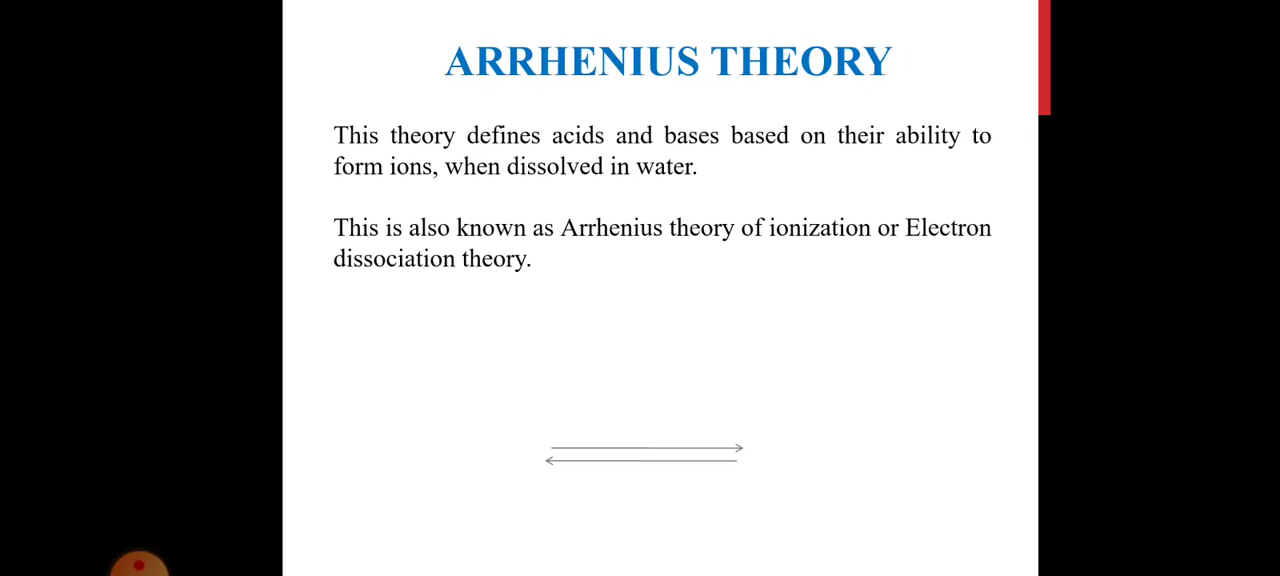 ARRHENIUS THEORY
This theory defines acids and bases based on their ability to
form ions, when dissolved in water.
This is also known as Arrhenius theory of ionization or Electron
dissociation theory.